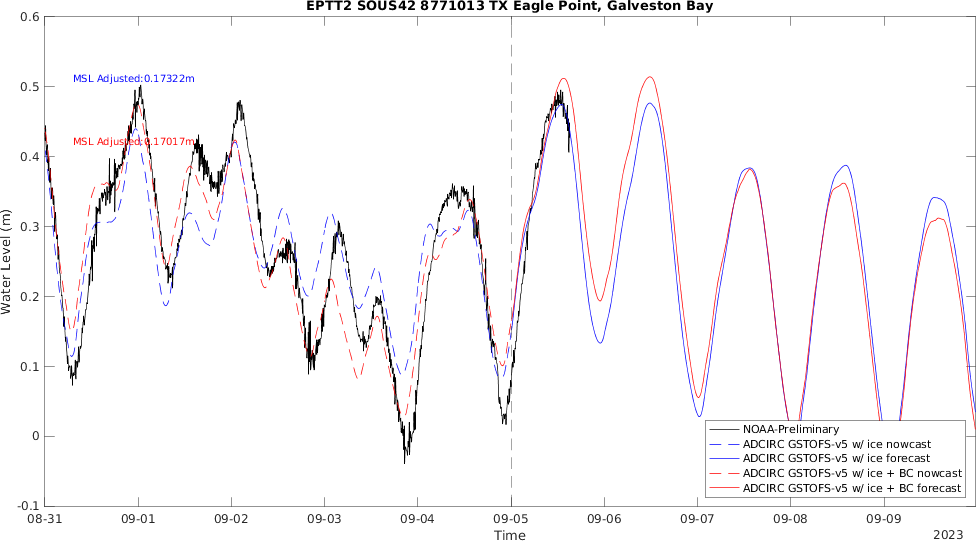 EPTT2 SOUS42 8771013 TX Eagle Point, Galveston Bay
0.6
0.5
0.4
0.3
0.2
0.1
0
-0.1
Water Level (m)
MSL Adjusted:0.17322m
MSL Adjusted:0.17017m
NOAA-Preliminary
ADCIRC GSTOFS-v5 w/ ice nowcast
ADCIRC GSTOFS-v5 w/ ice forecast
ADCIRC GSTOFS-v5 w/ ice + BC nowcast
ADCIRC GSTOFS-v5 w/ ice + BC forecast
08-31 09-01 09-02 09-03 09-04 09-05 09-06 09-07 09-08 09-09
Time
2023